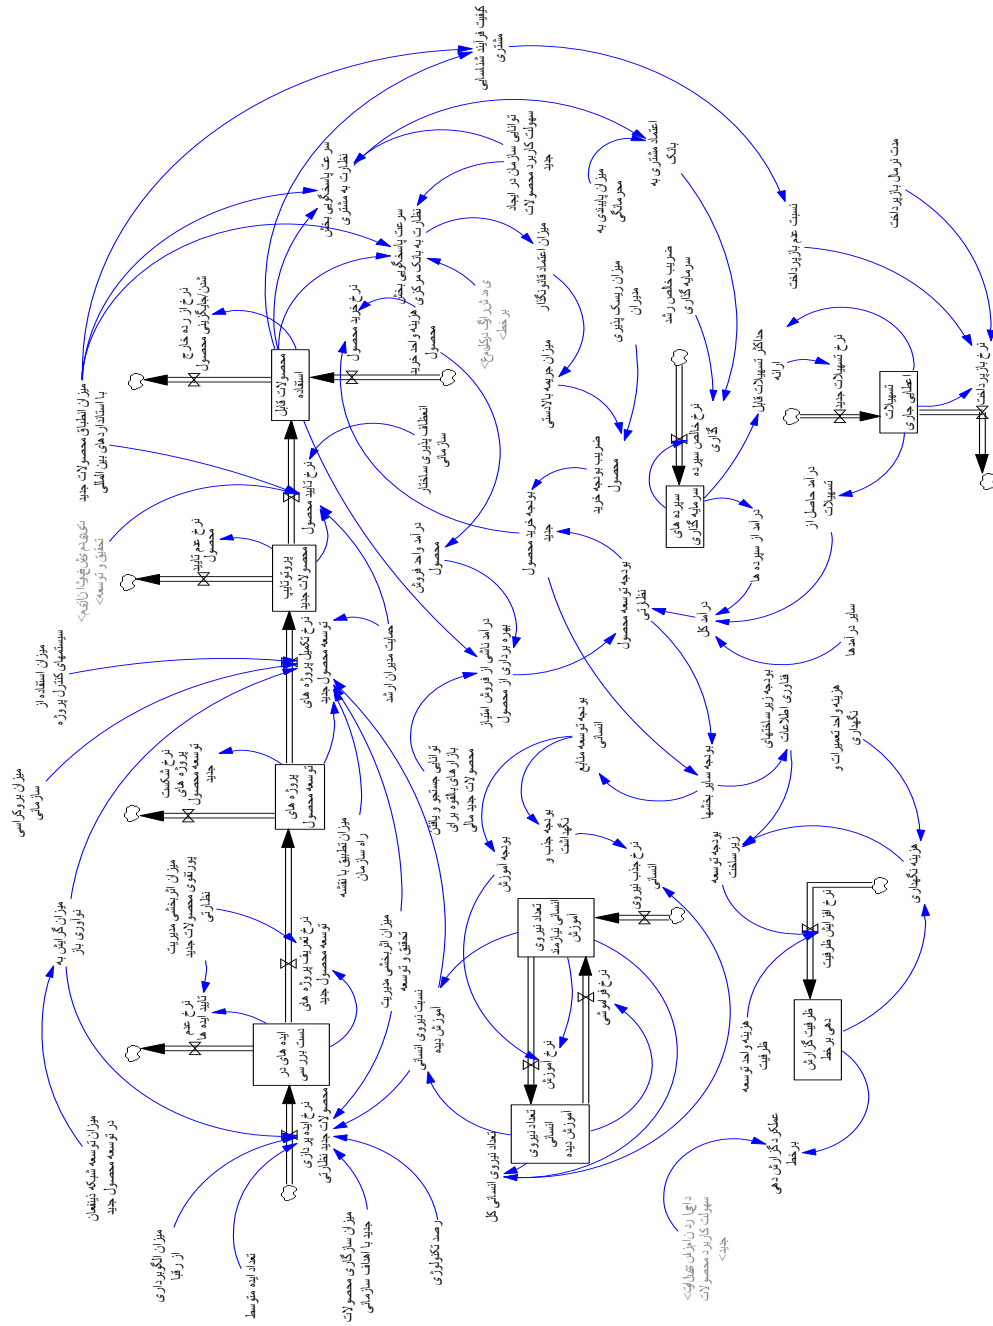 میزان الگوبرداری
از رقبا
تعداد ایده متوسط
میزان سازگاری محصولات
جدید با اهداف سازمانی
رصد تکنولوژی
میزان توسعه شبکه ذینفعان
در توسعه محصول جدید
نرخ ایده پردازی
محصولات جدید نظارتی
ایده های در
دست بررسی
نرخ عدم
تایید ایده ها
میزان گرایش به
نوآوری باز
میزان اثربخشی مدیریت
پورتفوی محصولات جدید
نظارتی
نرخ تعریف پروژه های
توسعه محصول جدید
میزان اثربخشی مدیریت
تحقیق و توسعه
نسبت نیروی انسانی
آموزش دیده
میزان بروکراسی
سازمانی
پروژه های
توسعه محصول
نرخ شکست
پروژه های
توسعه محصول
جدید
میزان تطبیق با نقشه
راه سازمان
میزان استفاده از
سیستمهای کنترل پروژه
نرخ تکمیل پروژه های
توسعه محصول جدید
حمایت مدیران ارشد
پروتوتایپ
محصولات جدید
نرخ عدم تایید
محصول
تحقیق و توسعه>
نرخ تایید محصول
انعطاف پذیری ساختار
سازمانی
میزان انطباق محصولات جدید
با استانداردهای بین المللی
محصولات قابل
استفاده
نرخ از رده خارج
شدن/جایگزینی محصول
نرخ خرید محصول
هزینه واحد خرید
محصول
سرعت پاسخگویی بخش
نظارت به مشتری
سرعت پاسخگویی بخش
نظارت به بانک مرکزی
کیفیت فرآیند شناسایی
مشتری
توانایی سازمان در ایجاد
سهولت کاربرد محصولات
جدید
برخط>
میزان اعتماد قانونگذار
میزان جریمه بالادستی
میزان ریسک پذیری
مدیران
ضریب بودجه خرید
محصول
بودجه خرید محصول
جدید
درآمد واحد فروش
محصول
درآمد ناشی از فروش امتیاز
بهره برداری از محصول
توانایی جستجو و یافتن
بازارهای بالقوه برای
محصولات جدید مالی
بودجه توسعه محصول
نظارتی
بودجه توسعه منابع
انسانی
بودجه آموزش
بودجه جذب و
نگهداشت
نرخ جذب نیروی
انسانی
تعداد نیروی
انسانی نیازمند
آموزش
نرخ آموزش
نرخ فراموشی
تعداد نیروی
انسانی
آموزش دیده
تعداد نیروی انسانی کل
میزان پایبندی به
محرمانگی
اعتماد مشتری به
بانک
ضریب خالص رشد
سرمایه گذاری
نرخ خالص سپرده
گذاری
سپرده های
سرمایه گذاری
درآمد از سپرده ها
درآمد کل
سایر درآمدها
درآمد حاصل از
تسهیلات
حداکثر تسهیلات قابل
ارائه
نرخ تسهیلات جدید
تسهیلات
اعطایی جاری
نرخ بازپرداخت
نسبت عدم بازپرداخت
مدت نرمال بازپرداخت
بودجه سایر بخشها
بودجه زیرساختهای
فناوری اطلاعات
بودجه توسعه
زیرساخت
هزینه واحد تعمیرات و
نگهداری
هزینه نگهداری
نرخ افزایش ظرفیت
هزینه واحد توسعه
ظرفیت
ظرفیت گزارش
دهی برخط
عملکرد گزارش دهی
برخط
سهولت کاربرد محصولات
جدید>